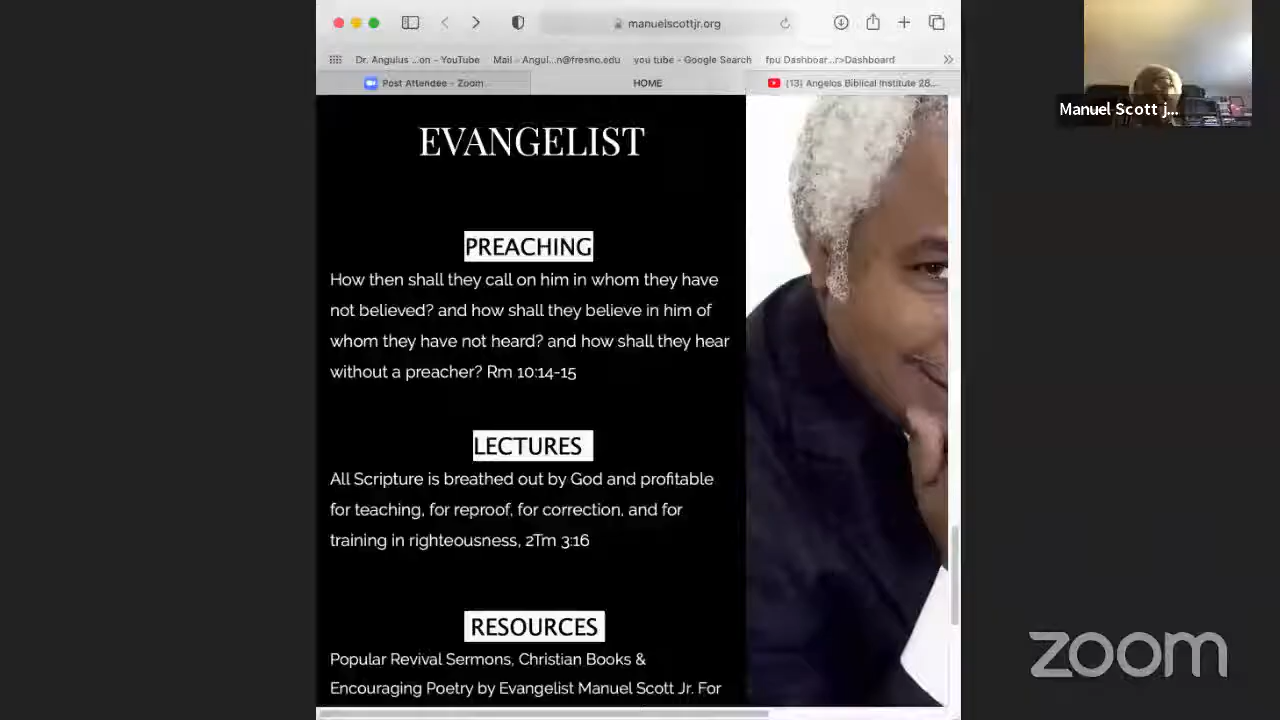 manuelscottjr.org
Dr. Angulus ...on - YouTube Mail - Angul...n@fresno.edu you tube - Google Search fpu Dashboar...r>Dashboard
Post Attendee - Zoom HOME (13) Angelos Biblical Institute 28...
Manuel Scott j...
EVANGELIST
PREACHING
How then shall they call on him in whom they have
not believed? and how shall they believe in him of
whom they have not heard? and how shall they hear
without a preacher? Rm 10:14-15
LECTURES
All Scripture is breathed out by God and profitable
for teaching, for reproof, for correction, and for
training in righteousness, 2Tm 3:16
RESOURCES
Popular Revival Sermons, Christian Books &
Encouraging Poetry by Evangelist Manuel Scott Jr. For
zoom